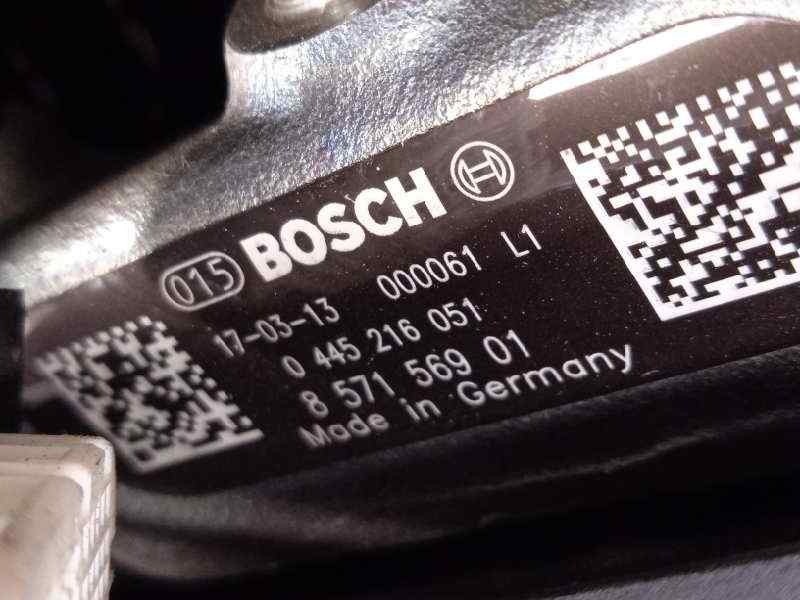 015 BOSCH
17-03-13 000061 L1
0 445 216 051
8 571 569 01
Made in Germany